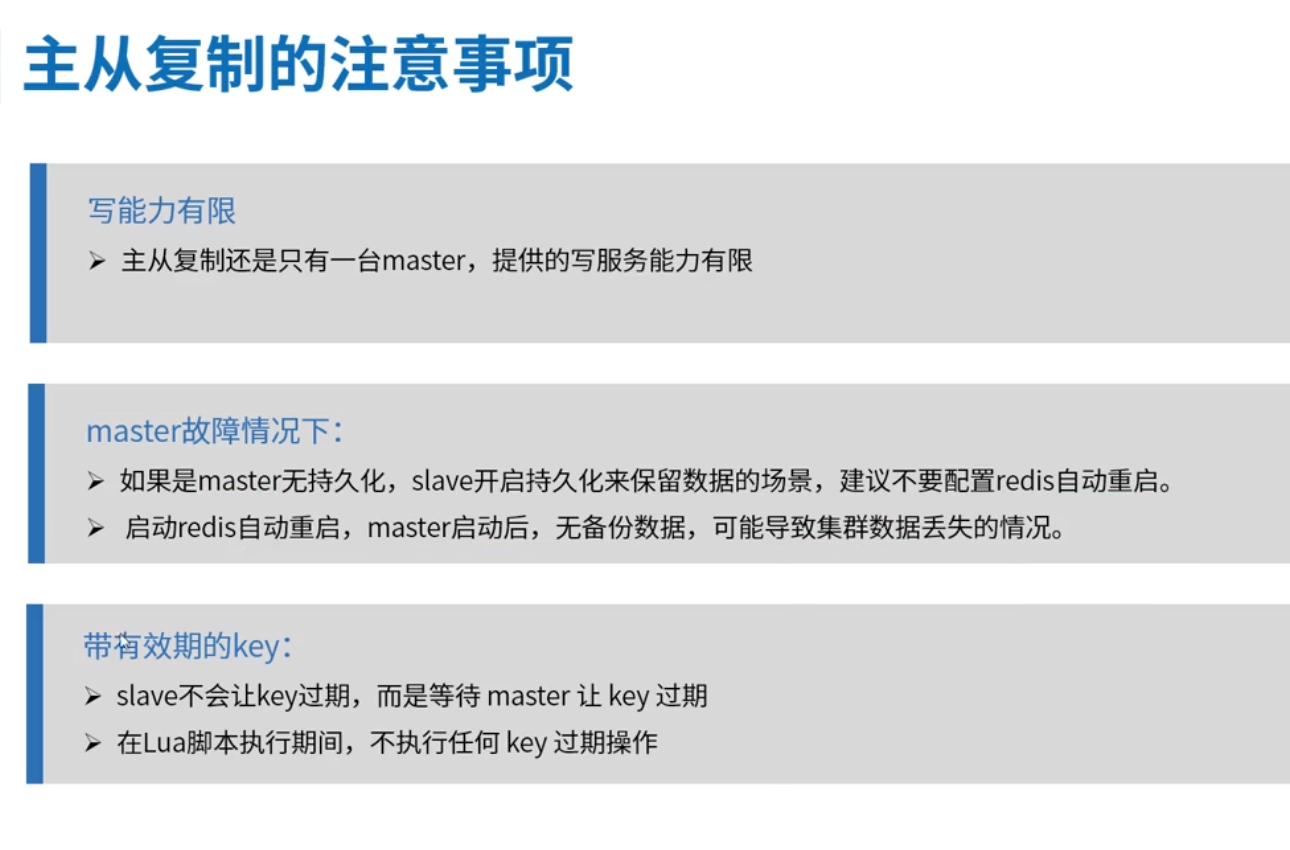 主从复制的注意事项
写能力有限
➢ 主从复制还是只有一台master，提供的写服务能力有限
master故障情况下：
➢ 如果是master无持久化，slave开启持久化来保留数据的场景，建议不要配置redis自动重启。
➢ 启动redis自动重启，master启动后，无备份数据，可能导致集群数据丢失的情况。
带有效期的key：
➢ slave不会让key过期，而是等待 master 让 key 过期
➢ 在Lua脚本执行期间，不执行任何 key 过期操作